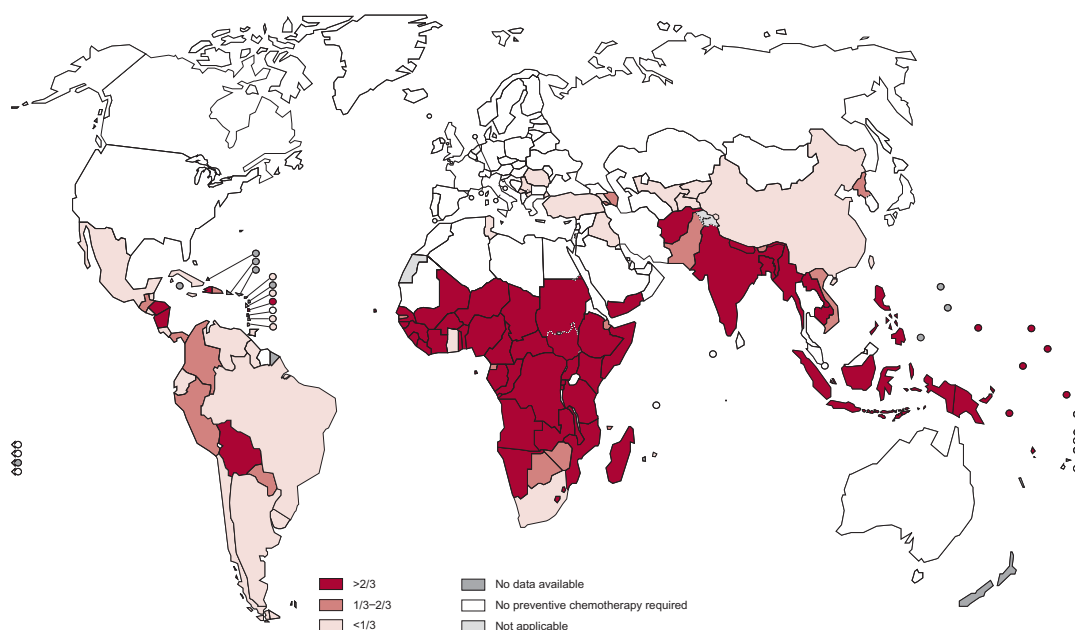 >2/3
1/3–2/3
<1/3
No data available
No preventive chemotherapy required
Not applicable